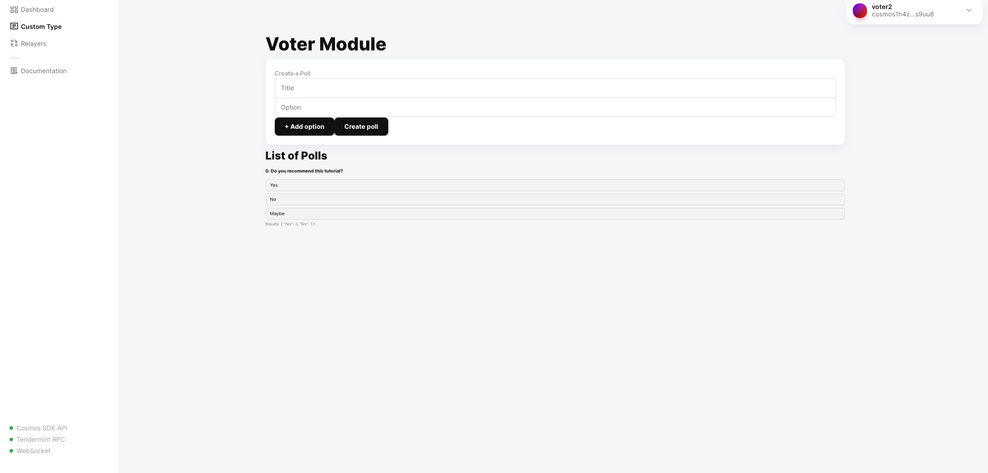 Dashboard
Custom Type
Relayers
Documentation
voter2
cosmos1h4z...s9uu8
Voter Module
Create a Poll
Title
Option
+ Add option
Create poll
List of Polls
0. Do you recommend this tutorial?
Yes
No
Maybe
Results: { "Yes": 2, "No": 1 }
Cosmos SDK API
Tendermint RPC
WebSocket